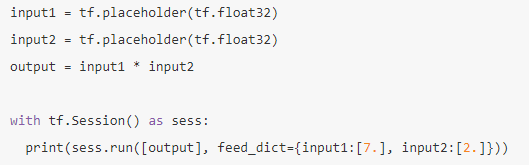 input1 = tf.placeholder(tf.float32)
input2 = tf.placeholder(tf.float32)
output = input1 * input2
with tf.Session() as sess:
  print(sess.run([output], feed_dict={input1:[7.], input2:[2.]}))